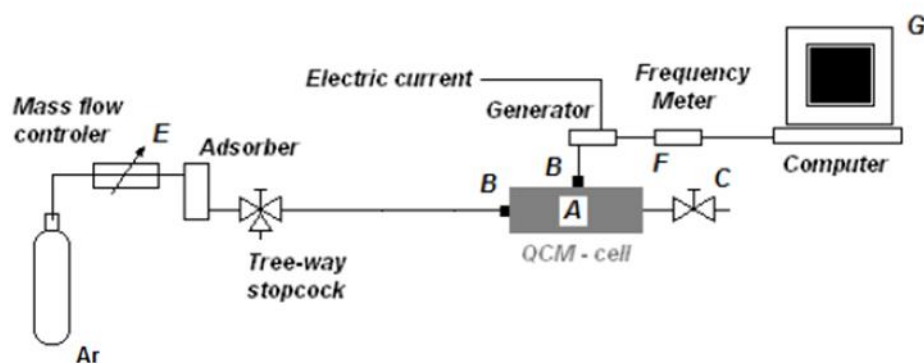 G
Electric current
Frequency
Meter
Generator
Mass flow
controler
E
Adsorber
B
F
C
Computer
B
A
QCM - cell
Tree-way
stopcock
Ar